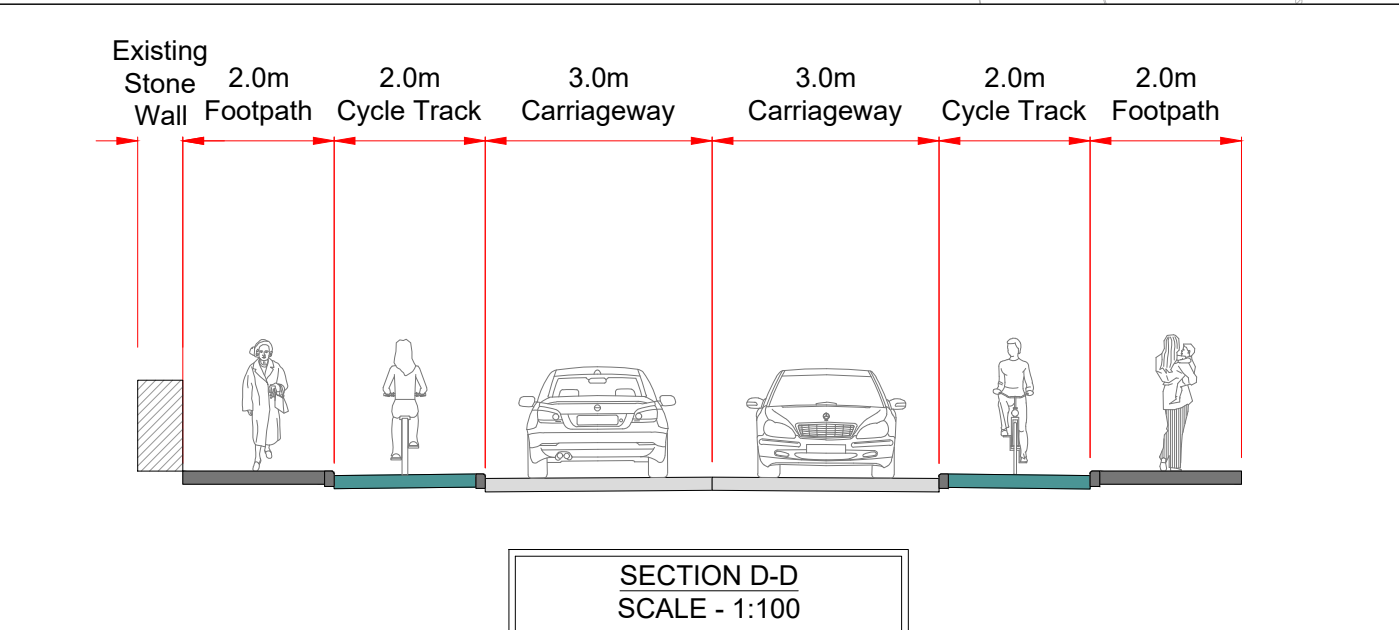 Existing
Stone
Wall
2.0m
Footpath
2.0m
Cycle Track
3.0m
Carriageway
3.0m
Carriageway
2.0m
Cycle Track
2.0m
Footpath
SECTION D-D
SCALE - 1:100